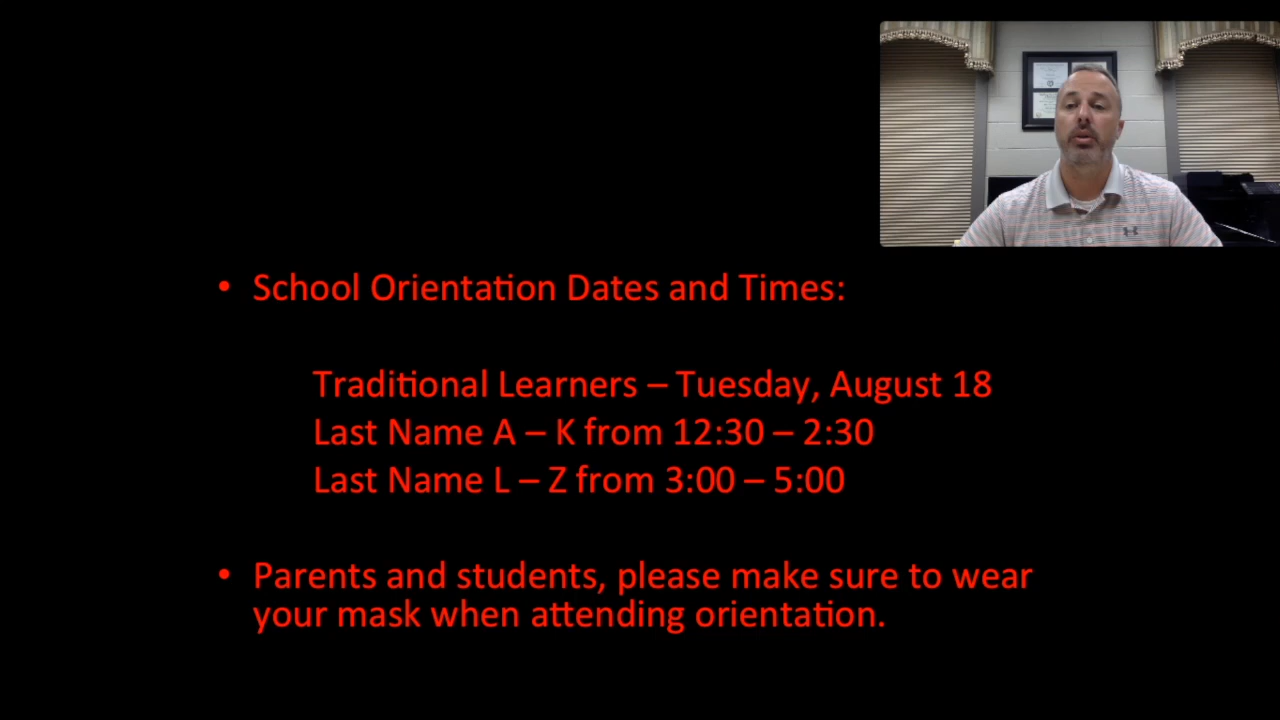 • School Orientation Dates and Times:
Traditional Learners – Tuesday, August 18
Last Name A – K from 12:30 – 2:30
Last Name L – Z from 3:00 – 5:00
• Parents and students, please make sure to wear
your mask when attending orientation.